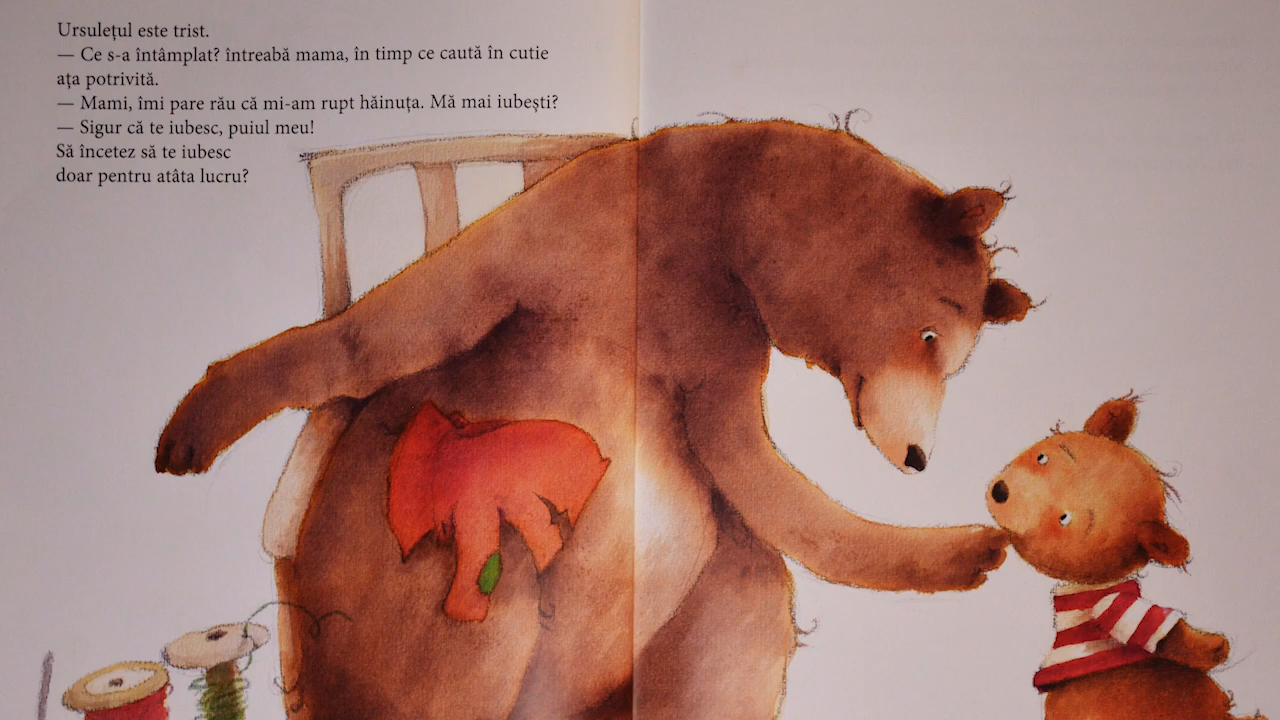 Ursulețul este trist.
— Ce s-a întâmplat? întreabă mama, în timp ce caută în cutie
ața potrivită.
— Mami, îmi pare rău că mi-am rupt hăinuța. Mă mai iubești?
— Sigur că te iubesc, puiul meu!
Să încetez să te iubesc
doar pentru atâta lucru?